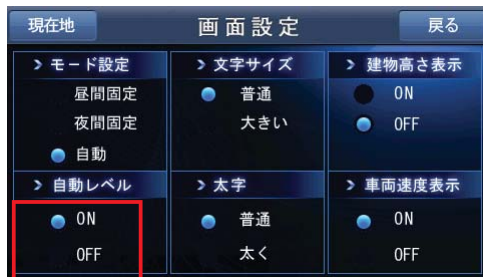 現在地
画面設定
戻る
モード設定
昼間固定
夜間固定
自動
文字サイズ
普通
大きい
建物高さ表示
ON
OFF
自動レベル
ON
OFF
太字
普通
太く
車両速度表示
ON
OFF